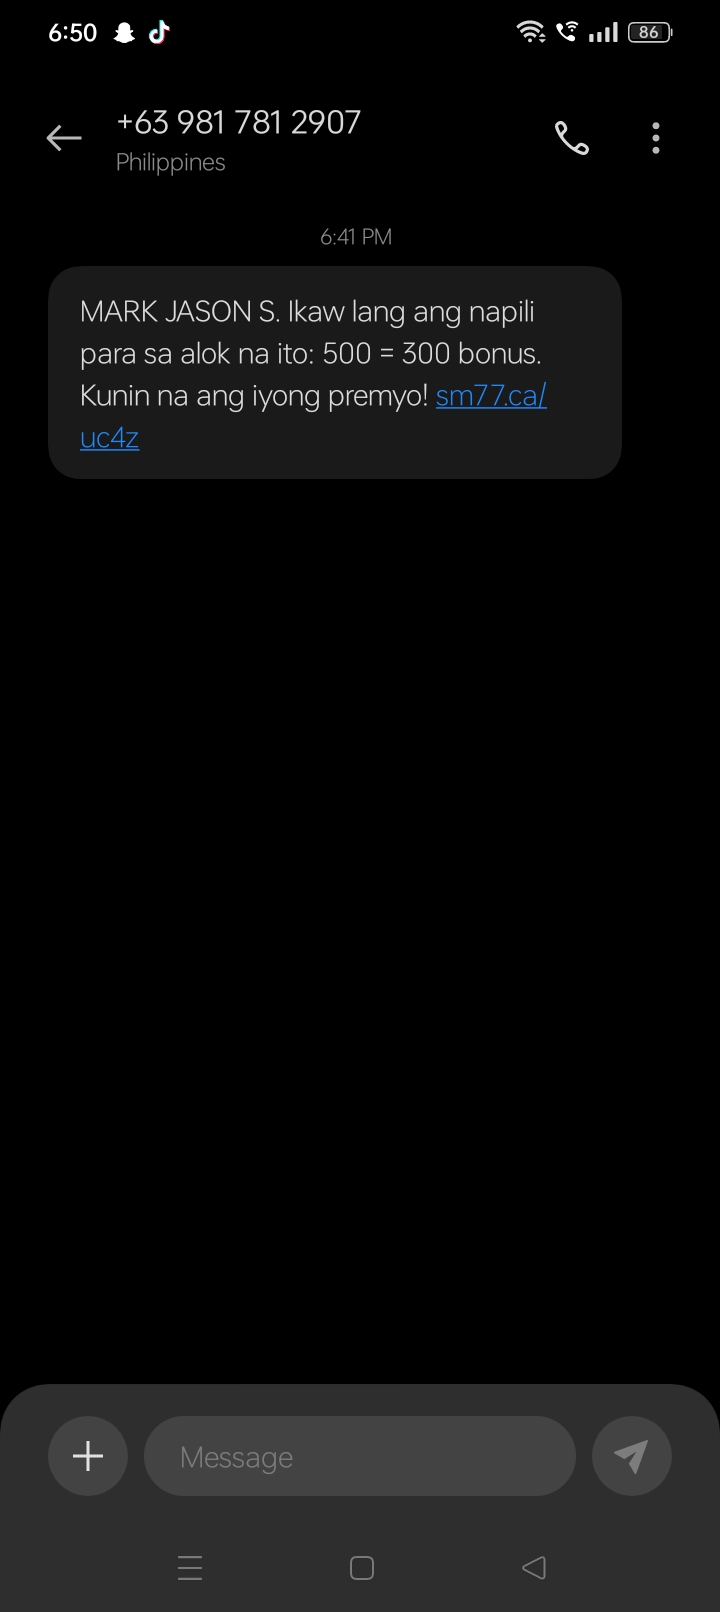 6:50
86
+63 981 781 2907
Philippines
6:41 PM
MARK JASON S. Ikaw lang ang napili
para sa alok na ito: 500 = 300 bonus.
Kunin na ang iyong premyo! sm77.ca/
uc4z
Message